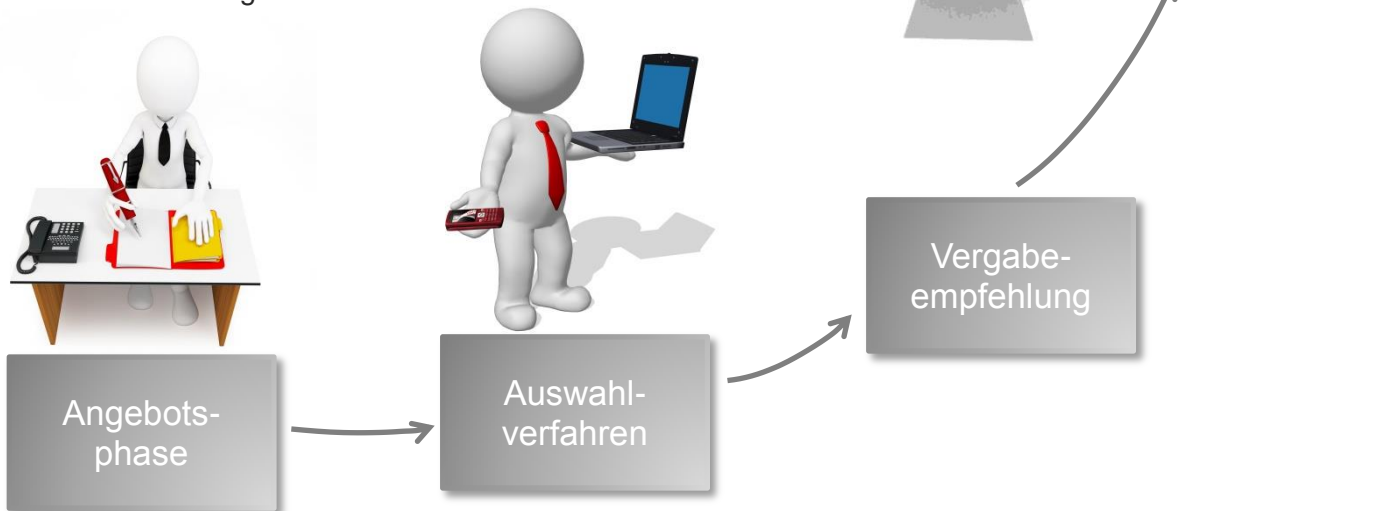 Angebots-
phase
Auswahl-
verfahren
Vergabe-
empfehlung